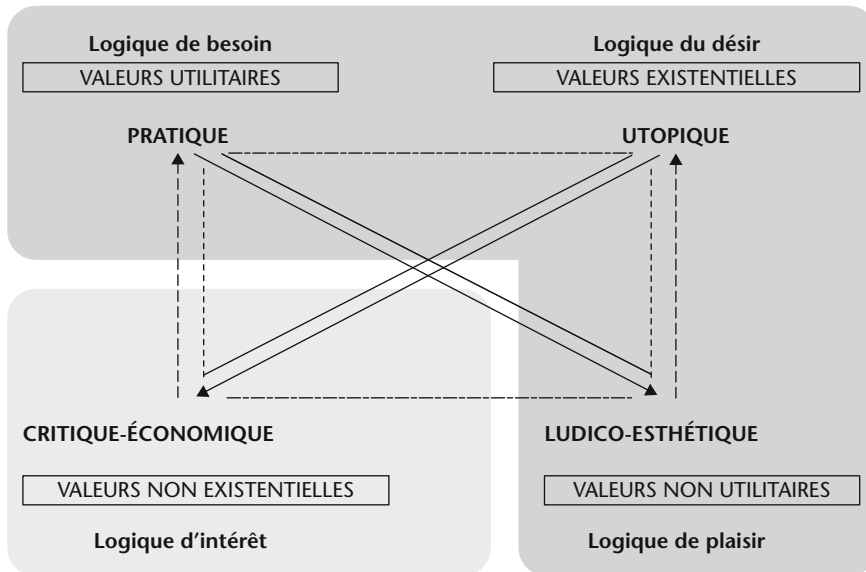 Logique de besoin
VALEURS UTILITAIRES
PRATIQUE
Logique du désir
VALEURS EXISTENTIELLES
UTOPIQUE
CRITIQUE-ÉCONOMIQUE
VALEURS NON EXISTENTIELLES
Logique d’intérêt
LUDICO-ESTHÉTIQUE
VALEURS NON UTILITAIRES
Logique de plaisir